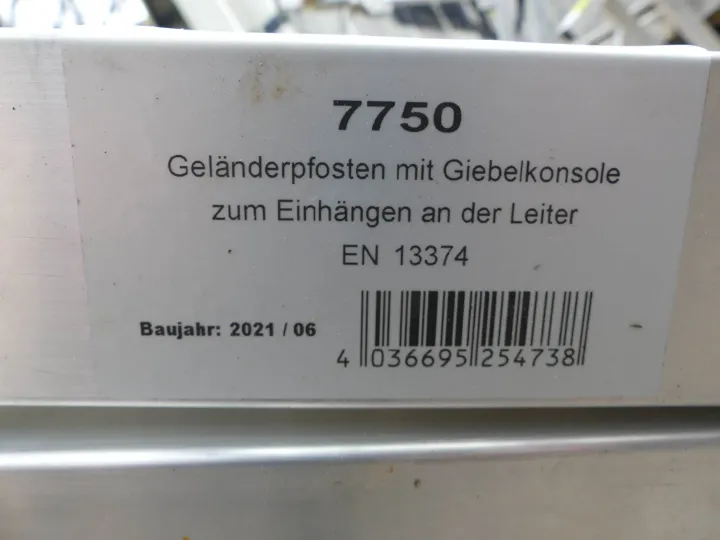 7750
Geländerpfosten mit Giebelkonsole
zum Einhängen an der Leiter
EN 13374
Baujahr: 2021 / 06
4 036695 254738